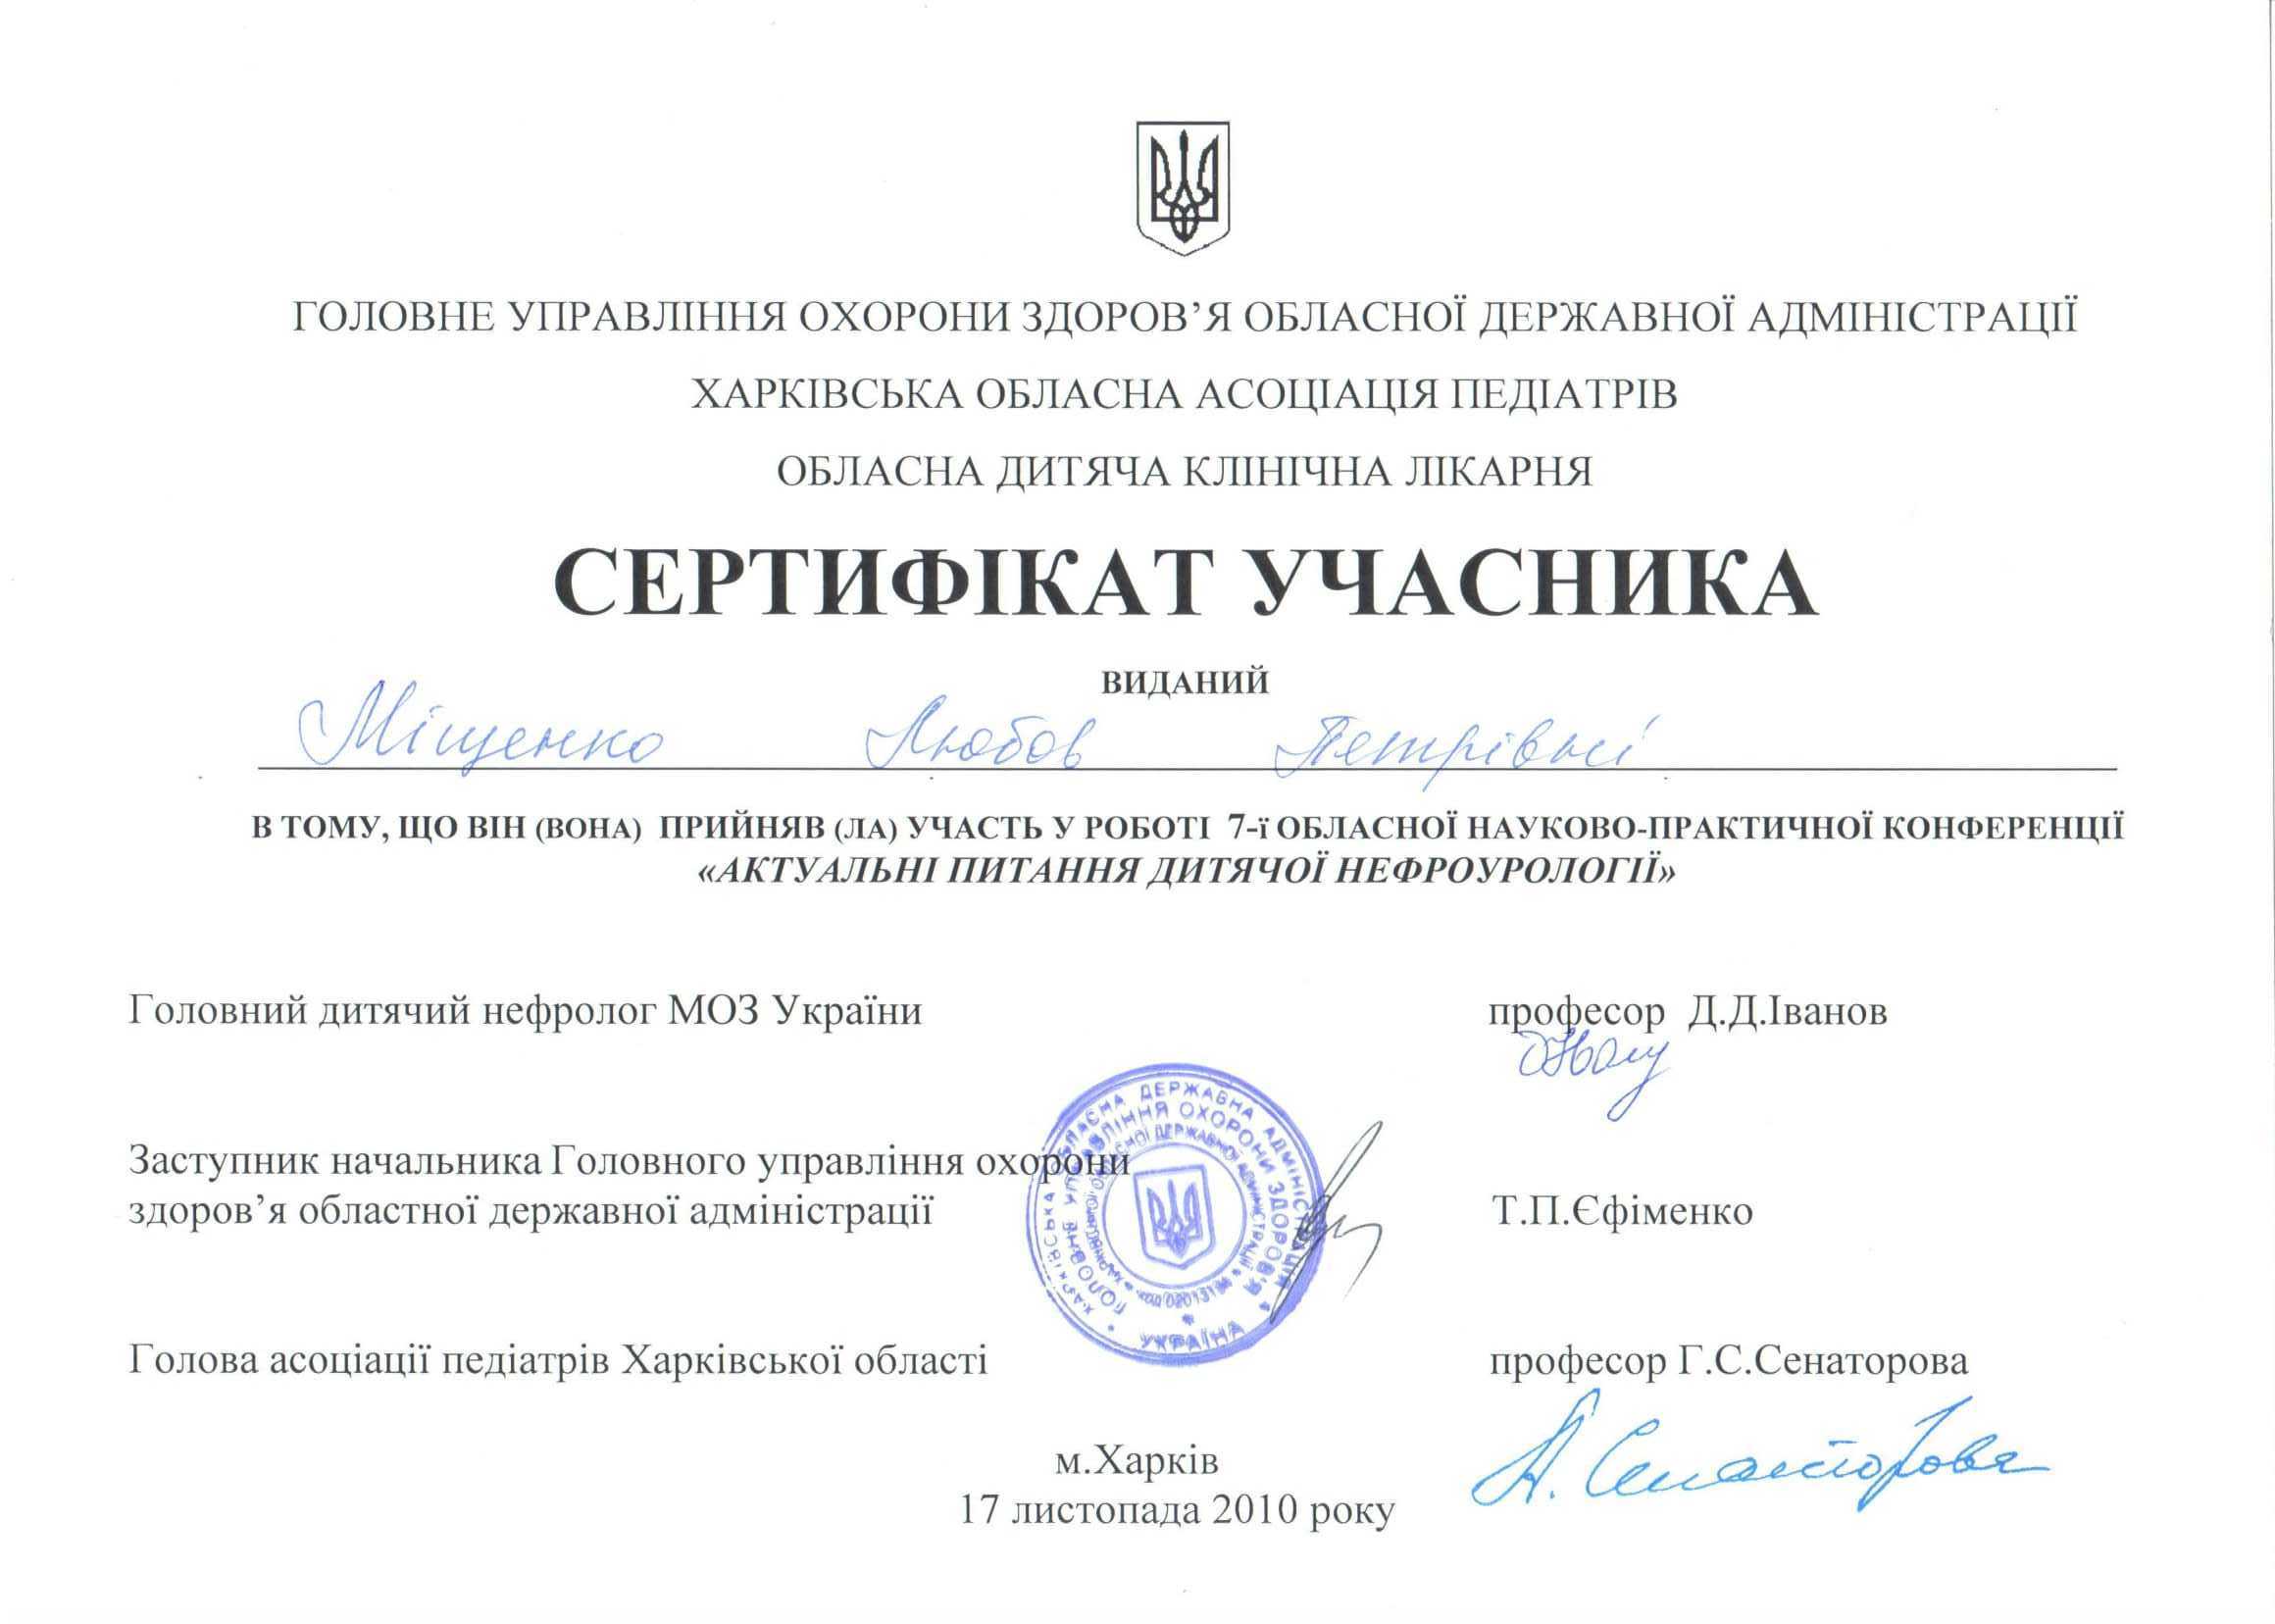 ГОЛОВНЕ УПРАВЛІННЯ ОХОРОНИ ЗДОРОВ’Я ОБЛАСНОЇ ДЕРЖАВНОЇ АДМІНІСТРАЦІЇ
ХАРКІВСЬКА ОБЛАСНА АСОЦІАЦІЯ ПЕДІАТРІВ
ОБЛАСНА ДИТЯЧА КЛІНІЧНА ЛІКАРНЯ
СЕРТИФІКАТ УЧАСНИКА
ВИДАНИЙ
Міщенко Любов Петрівні
В ТОМУ, ЩО ВІН (ВОНА) ПРИЙНЯВ (ЛА) УЧАСТЬ У РОБОТІ 7-ї ОБЛАСНОЇ НАУКОВО-ПРАКТИЧНОЇ КОНФЕРЕНЦІЇ
«АКТУАЛЬНІ ПИТАННЯ ДИТЯЧОЇ НЕФРОУРОЛОГІЇ»
Головний дитячий нефролог МОЗ України професор Д.Д.Іванов
Заступник начальника Головного управління охорони
здоров’я областної державної адміністрації Т.П.Єфіменко
ХАРКІВСЬКА ОБЛАСНА ДЕРЖАВНА АДМІНІСТРАЦІЯ
ГОЛОВНЕ УПРАВЛІННЯ ОХОРОНИ ЗДОРОВ'Я
УКРАЇНА
Голова асоціації педіатрів Харківської області професор Г.С.Сенаторова
Сенаторова
м.Харків
17 листопада 2010 року